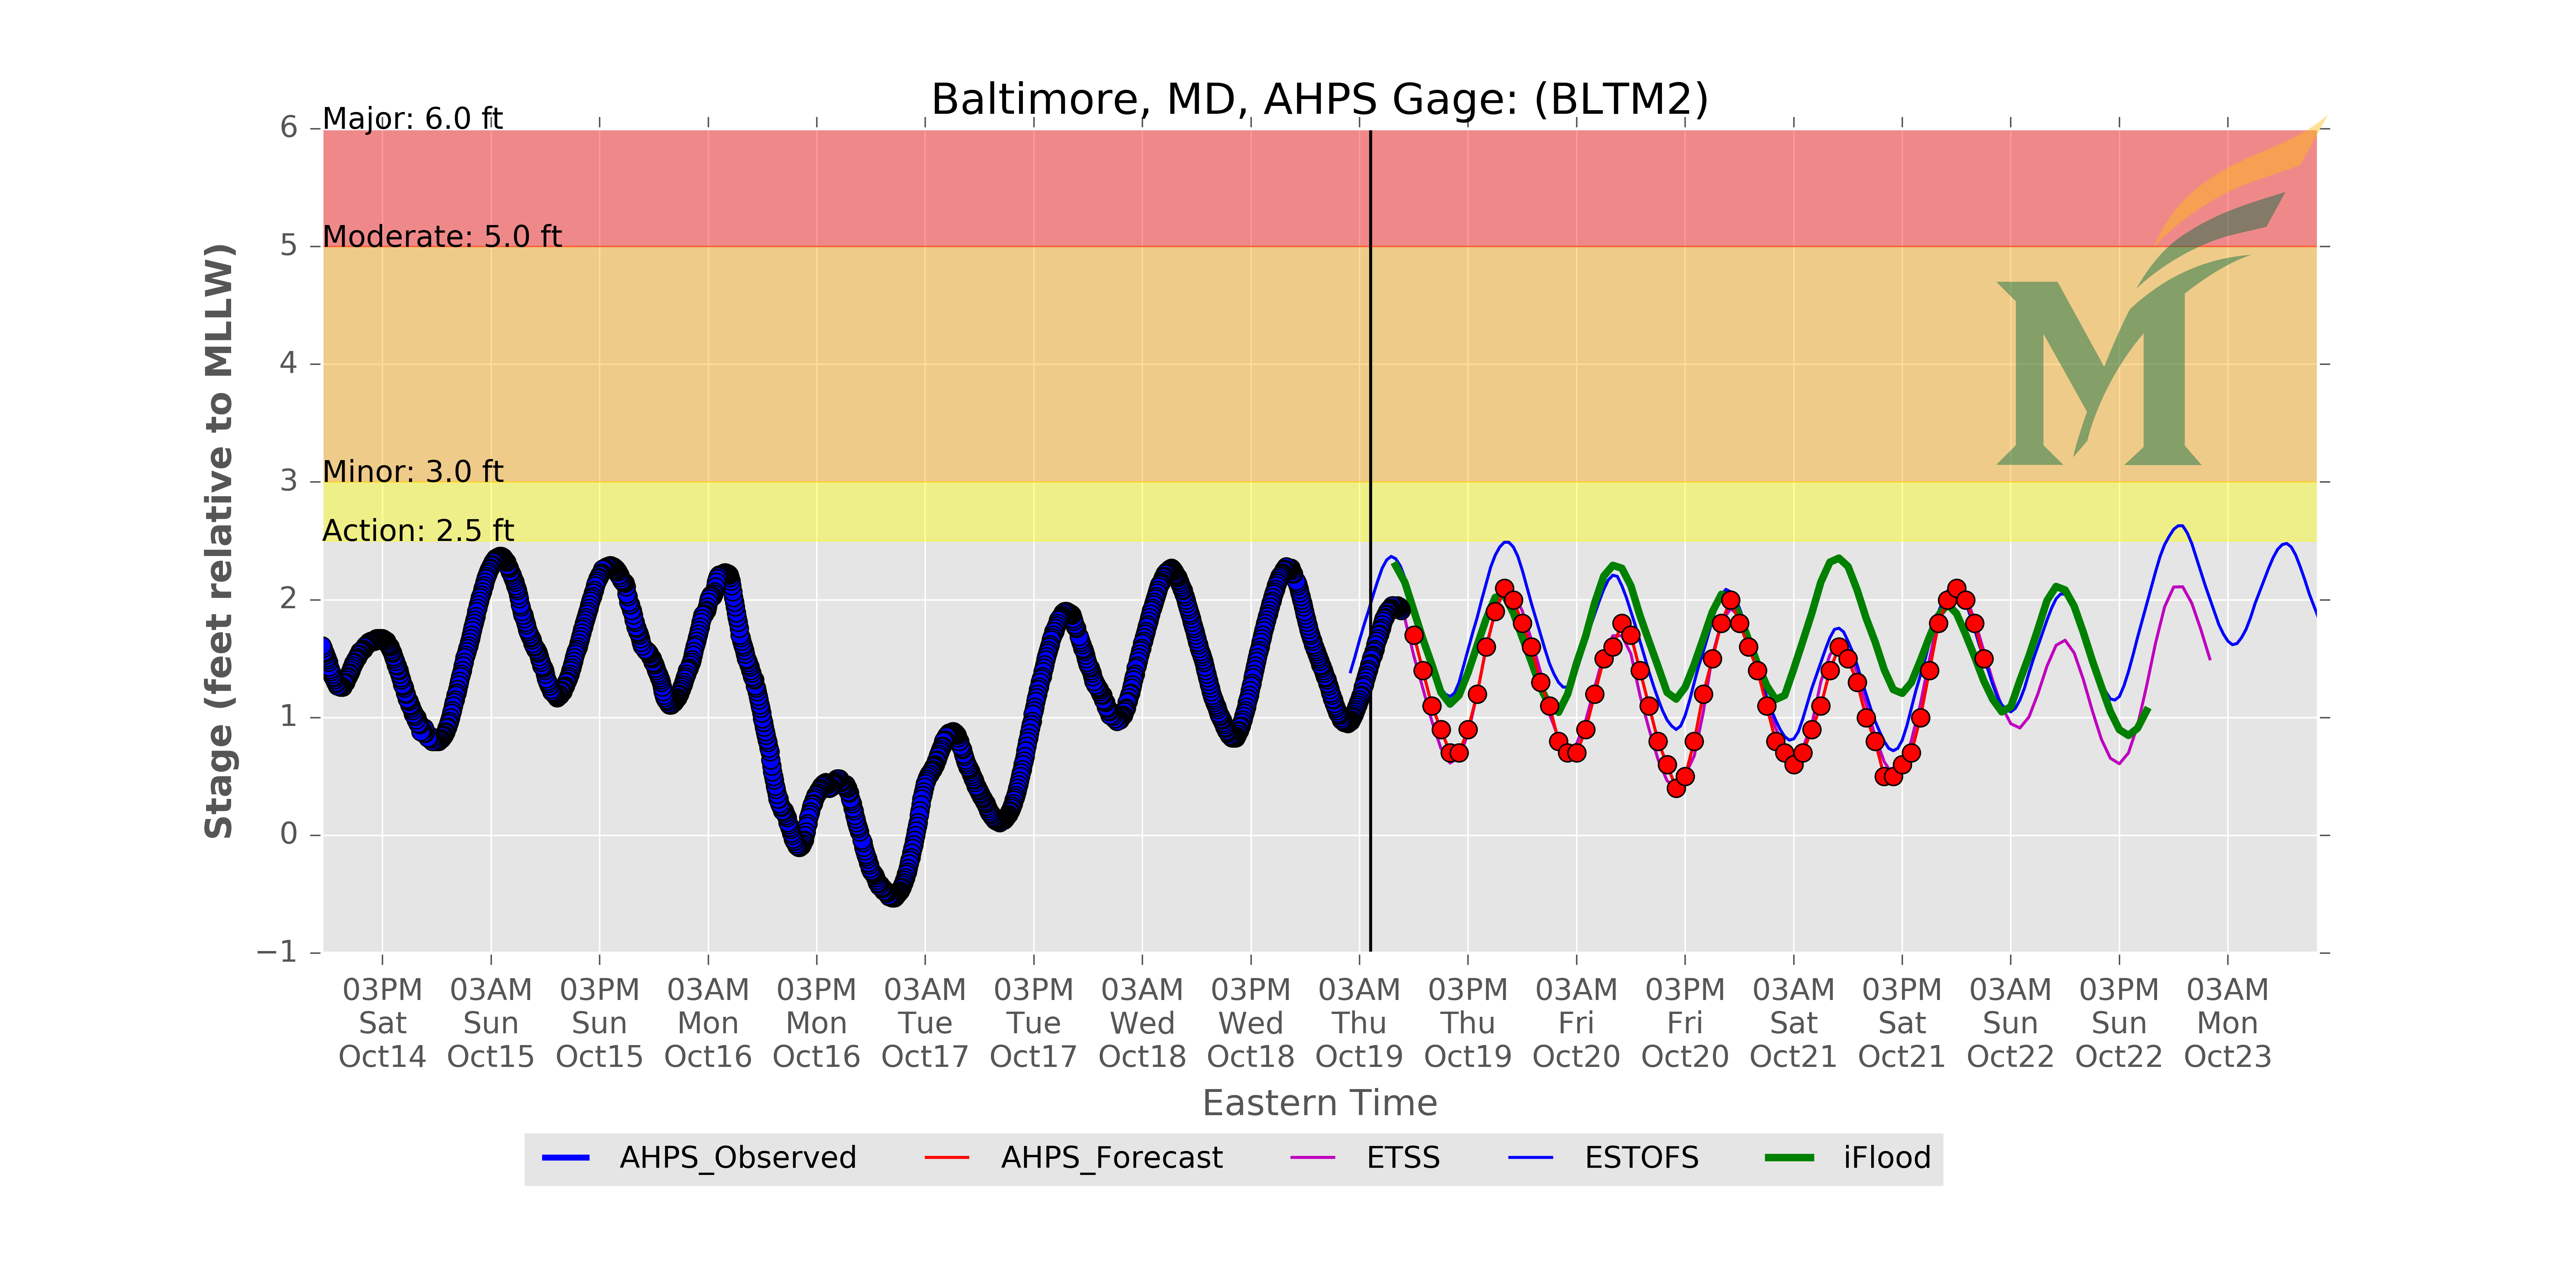 Baltimore, MD, AHPS Gage: (BLTM2)
Major: 6.0 ft
Moderate: 5.0 ft
Minor: 3.0 ft
Action: 2.5 ft
6
5
4
3
2
1
0
−1
Stage (feet relative to MLLW)
03PM 03AM 03PM 03AM 03PM 03AM 03PM 03AM 03PM 03AM 03PM 03AM 03PM 03AM 03PM 03AM 03PM 03AM
Sat Sun Sun Mon Mon Tue Tue Wed Wed Thu Thu Fri Fri Sat Sat Sun Sun Mon
Oct14 Oct15 Oct15 Oct16 Oct16 Oct17 Oct17 Oct18 Oct18 Oct19 Oct19 Oct20 Oct20 Oct21 Oct21 Oct22 Oct22 Oct23
Eastern Time
AHPS_Observed AHPS_Forecast ETSS ESTOFS iFlood
M